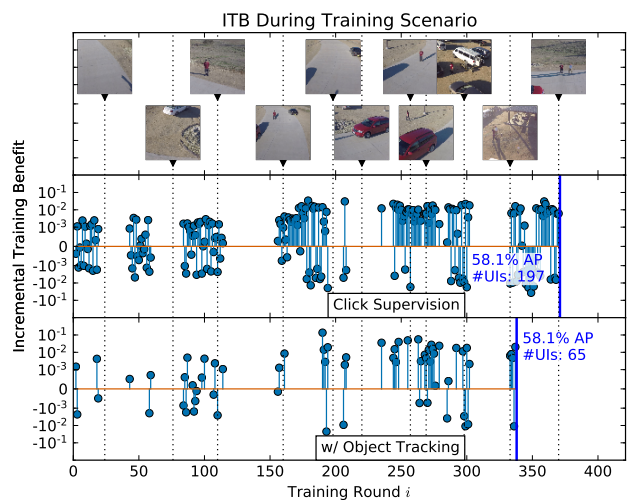 ITB During Training Scenario
Incremental Training Benefit
10⁻¹
10⁻²
10⁻³
0
-10⁻³
-10⁻²
-10⁻¹
58.1% AP
#UIs: 197
Click Supervision
10⁻¹
10⁻²
10⁻³
0
-10⁻³
-10⁻²
-10⁻¹
58.1% AP
#UIs: 65
w/ Object Tracking
0 50 100 150 200 250 300 350 400
Training Round i